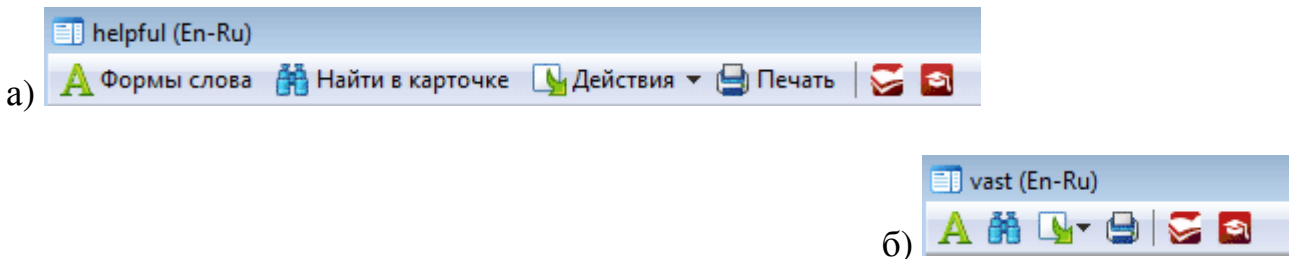 helpful (En-Ru)
а) Формы слова Найти в карточке Действия Печать
vast (En-Ru)
б)